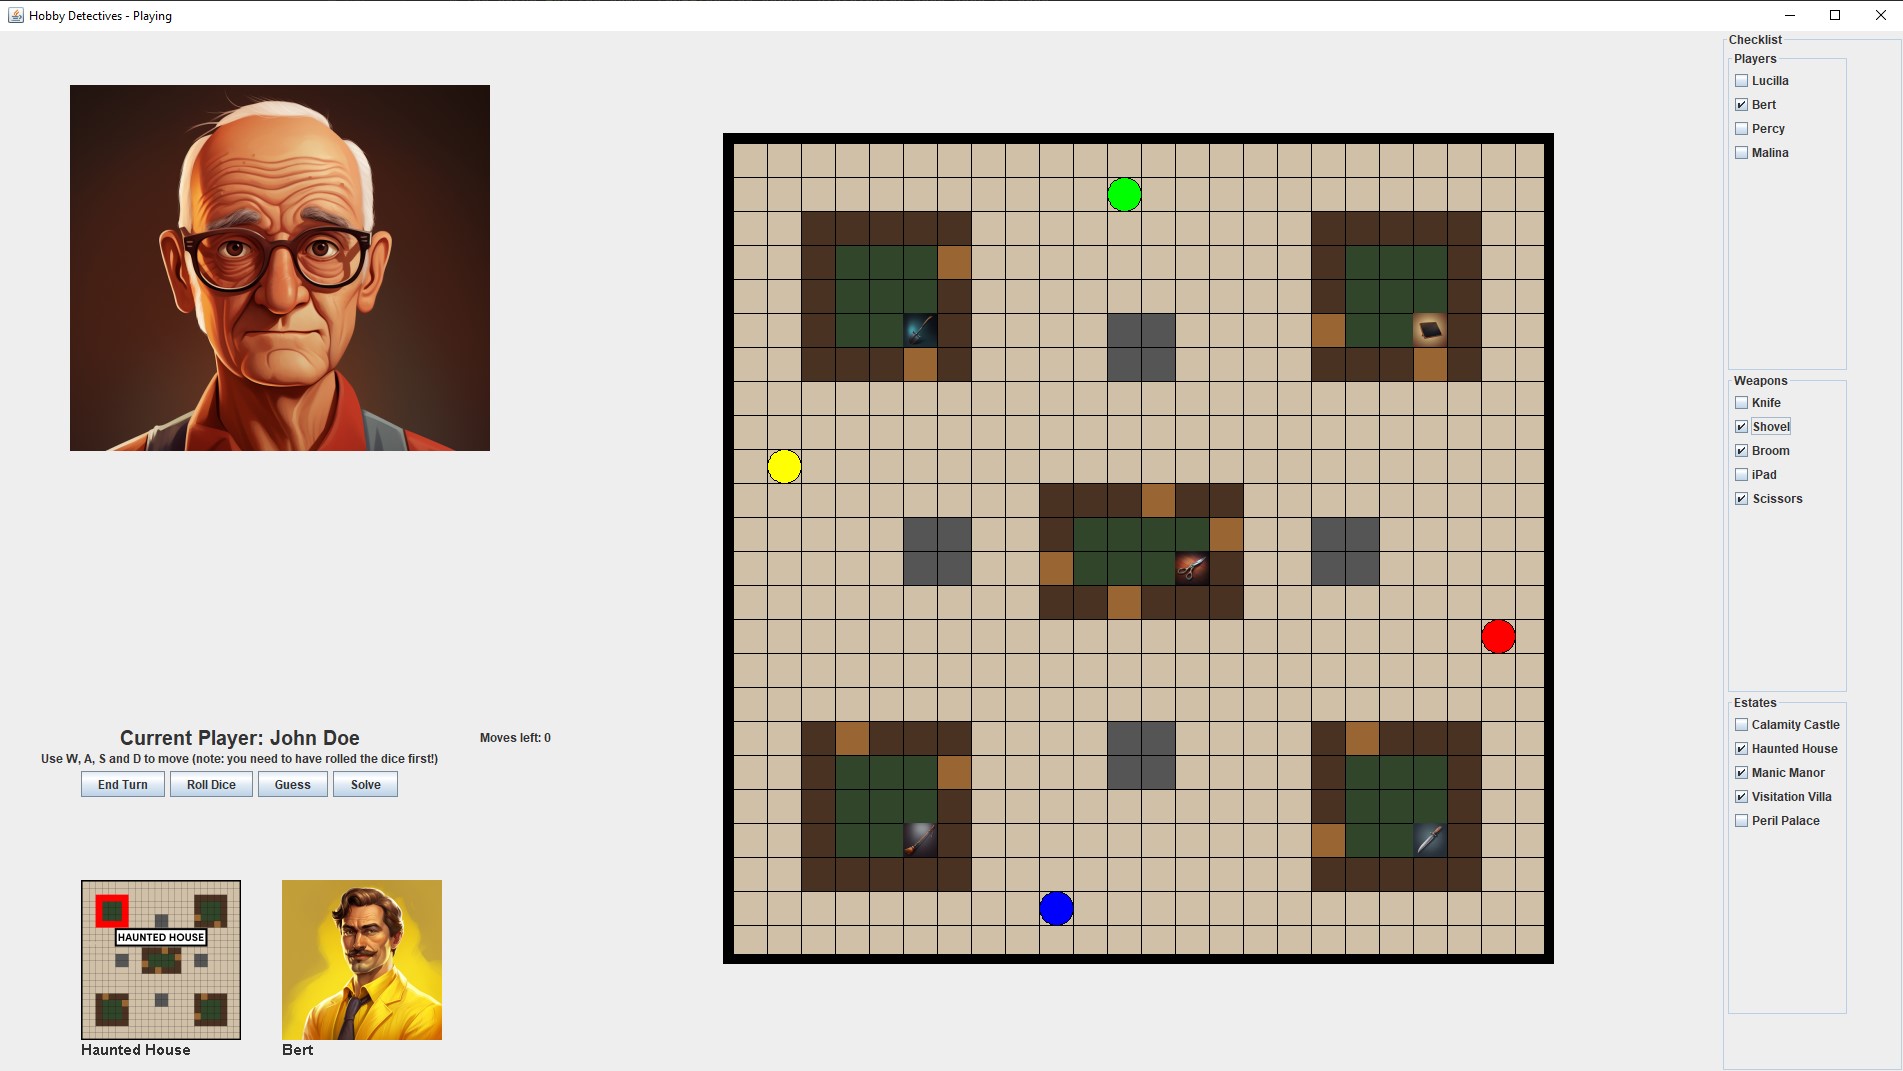 Hobby Detectives - Playing
Checklist
Players
Lucilla
Bert
Percy
Malina
Weapons
Knife
Shovel
Broom
iPad
Scissors
Estates
Calamity Castle
Haunted House
Manic Manor
Visitation Villa
Peril Palace
Current Player: John Doe
Moves left: 0
Use W, A, S and D to move (note: you need to have rolled the dice first!)
End Turn Roll Dice Guess Solve
HAUNTED HOUSE
Haunted House
Bert